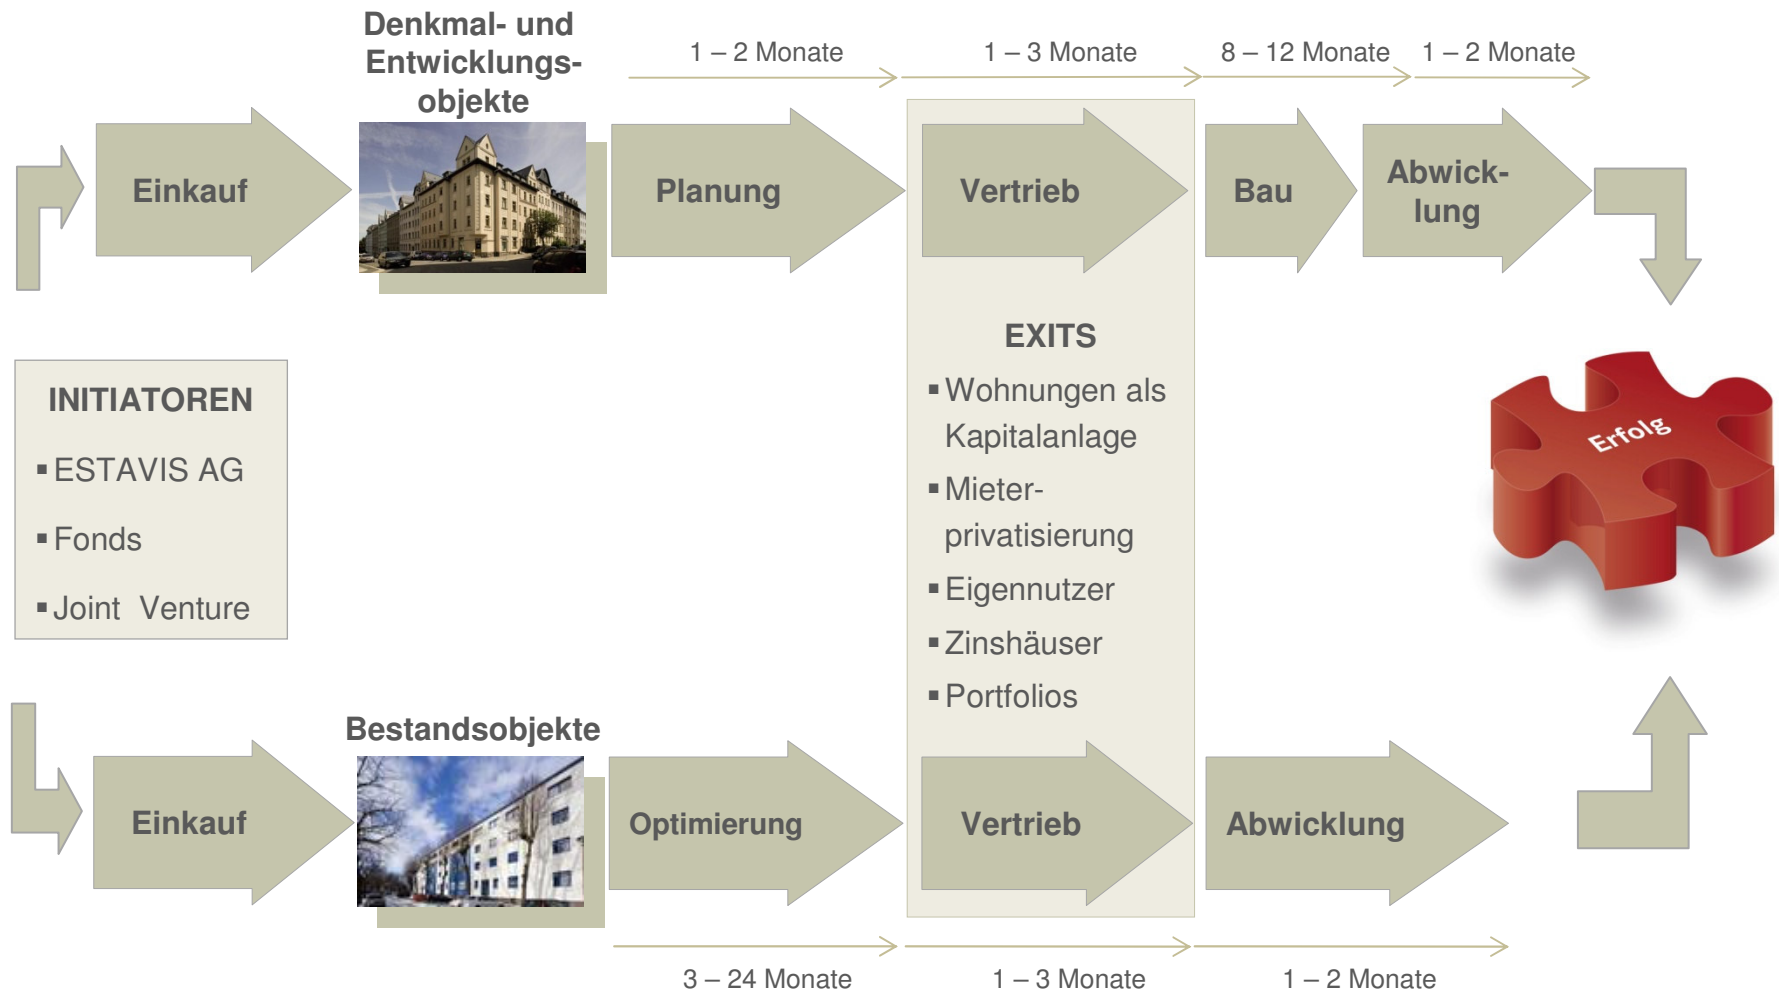 Denkmal- und
Entwicklungs-
objekte
1 – 2 Monate
1 – 3 Monate
8 – 12 Monate
1 – 2 Monate
Einkauf
Planung
Vertrieb
Bau
Abwick-
lung
INITIATOREN
▪ ESTAVIS AG
▪ Fonds
▪ Joint Venture
EXITS
▪ Wohnungen als
Kapitalanlage
▪ Mieter-
privatisierung
▪ Eigennutzer
▪ Zinshäuser
▪ Portfolios
Erfolg
Bestandsobjekte
Einkauf
Optimierung
Vertrieb
Abwicklung
3 – 24 Monate
1 – 3 Monate
1 – 2 Monate